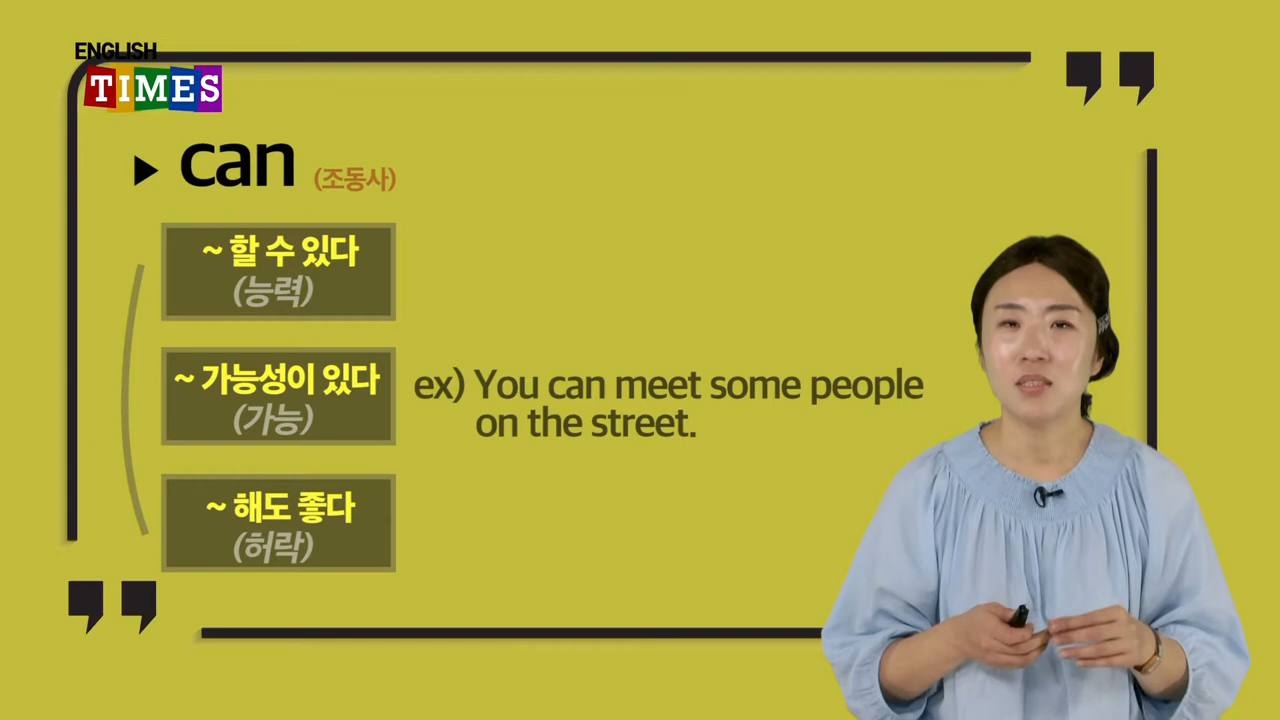 ENGLISH
TIMES
can (조동사)
~ 할 수 있다
(능력)
~ 가능성이 있다
(가능)
ex) You can meet some people
on the street.
~ 해도 좋다
(허락)